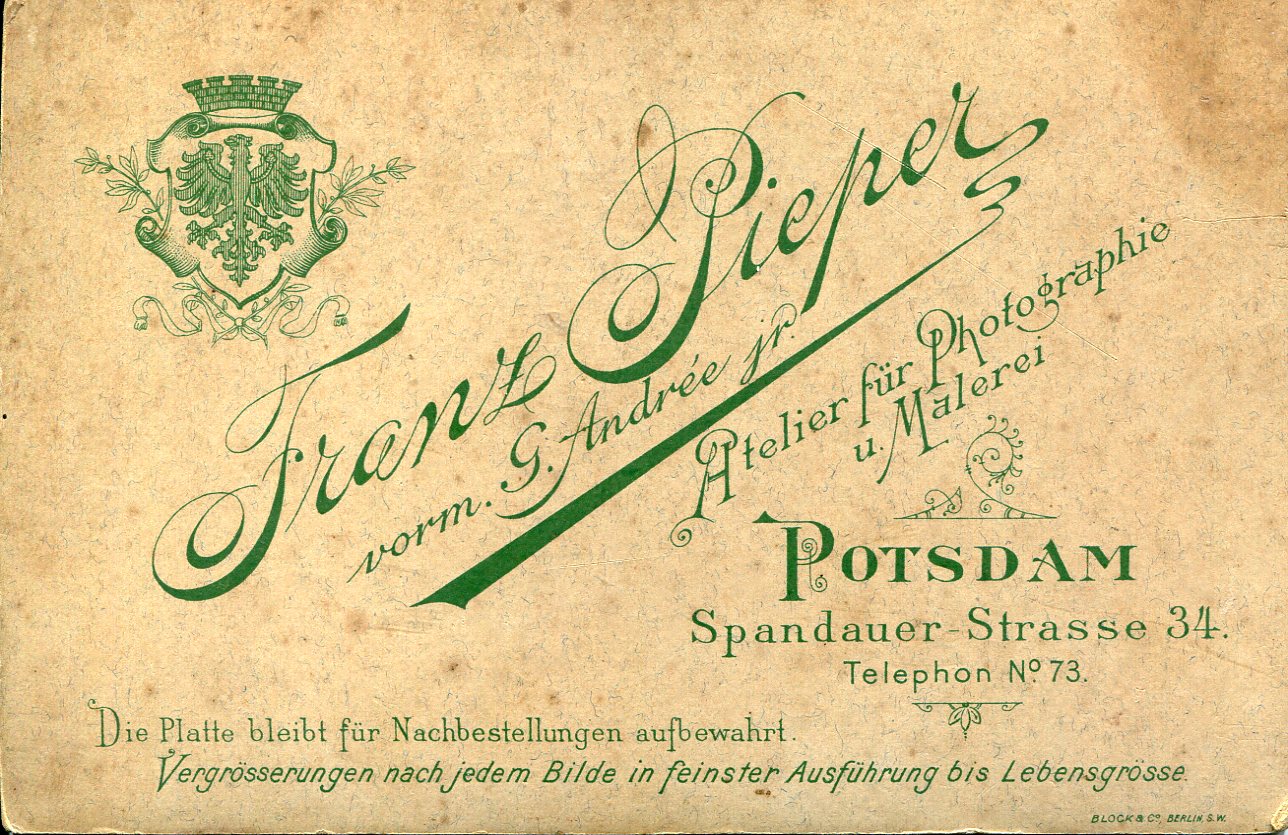 Franz Pieper
vorm. G. Andrée jr.
Atelier für Photographie
u. Malerei
POTSDAM
Spandauer-Strasse 34.
Telephon No. 73.
Die Platte bleibt für Nachbestellungen aufbewahrt.
Vergrösserungen nach jedem Bilde in feinster Ausführung bis Lebensgrösse.
BLOCK & Co. BERLIN, S.W.